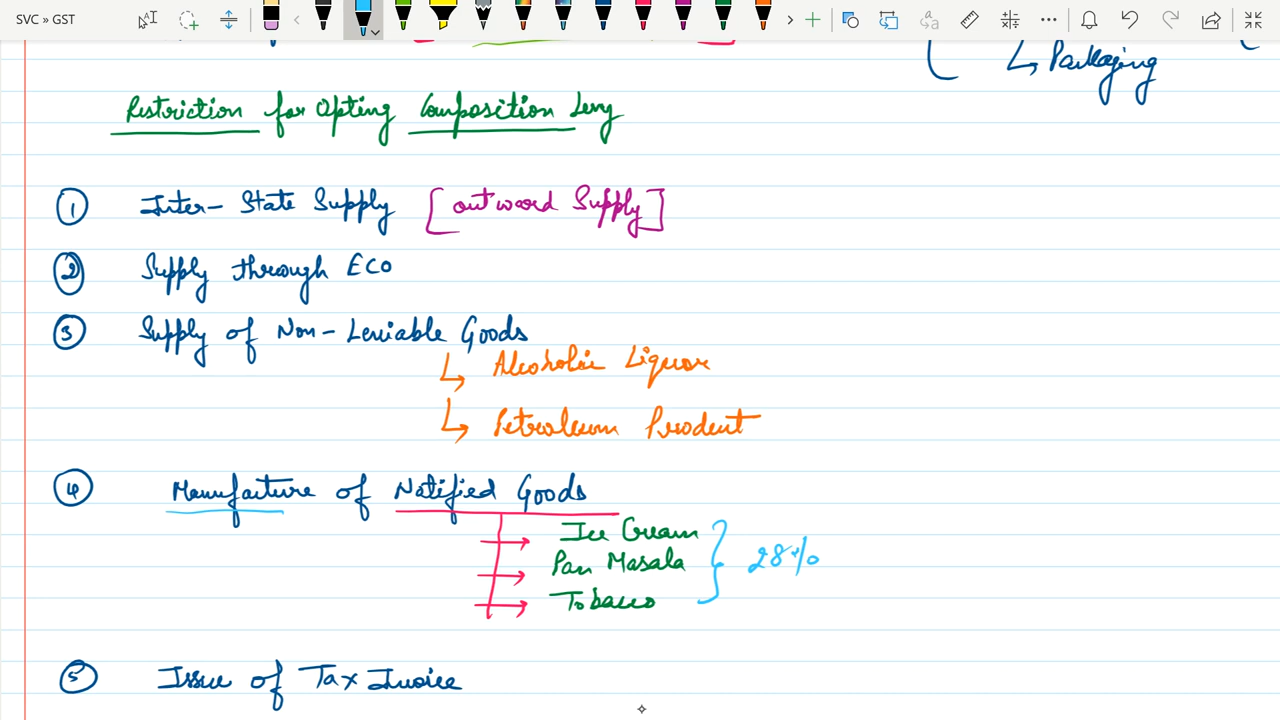 SVC » GST
Packaging
Restriction for Opting Composition Levy
① Inter-State Supply [outward Supply]
② Supply through ECO
③ Supply of Non-Leviable Goods
↳ Alcoholic Liquor
↳ Petroleum Product
④ Manufacture of Notified Goods
→ Ice Cream
→ Pan Masala } 28%
→ Tobacco
⑤ Issue of Tax Invoice